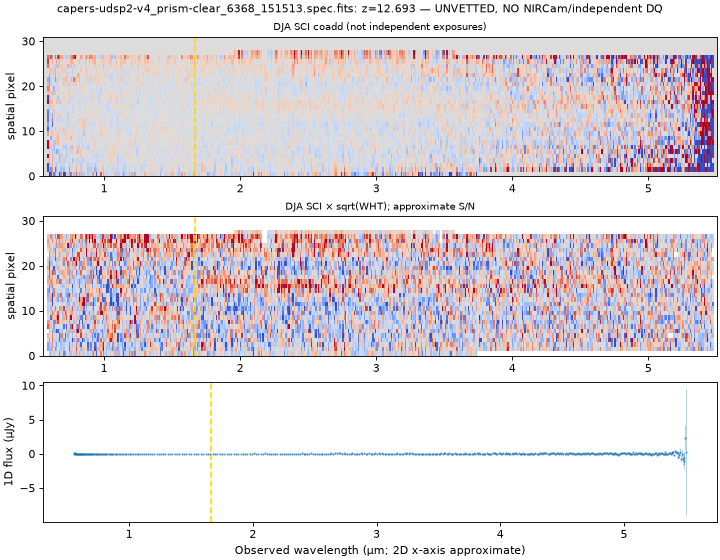 capers-udsp2-v4_prism-clear_6368_151513.spec.fits: z=12.693 — UNVETTED, NO NIRCam/independent DQ
DJA SCI coadd (not independent exposures)
spatial pixel
30
20
10
0
1 2 3 4 5
DJA SCI × sqrt(WHT); approximate S/N
spatial pixel
30
20
10
0
1 2 3 4 5
1D flux (μJy)
10
5
0
−5
1 2 3 4 5
Observed wavelength (μm; 2D x-axis approximate)